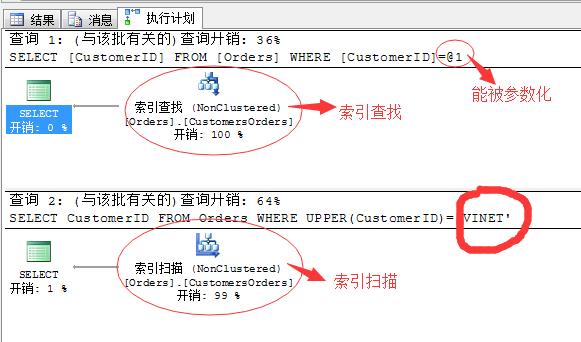 结果 消息 执行计划
查询 1: (与该批有关的)查询开销: 36%
SELECT [CustomerID] FROM [Orders] WHERE [CustomerID]=@1
能被参数化
SELECT
开销: 0 %
索引查找 (NonClustered)
[Orders].[CustomersOrders]
开销: 100 %
索引查找
查询 2: (与该批有关的)查询开销: 64%
SELECT CustomerID FROM Orders WHERE UPPER(CustomerID)='VINET'
SELECT
开销: 1 %
索引扫描 (NonClustered)
[Orders].[CustomersOrders]
开销: 99 %
索引扫描